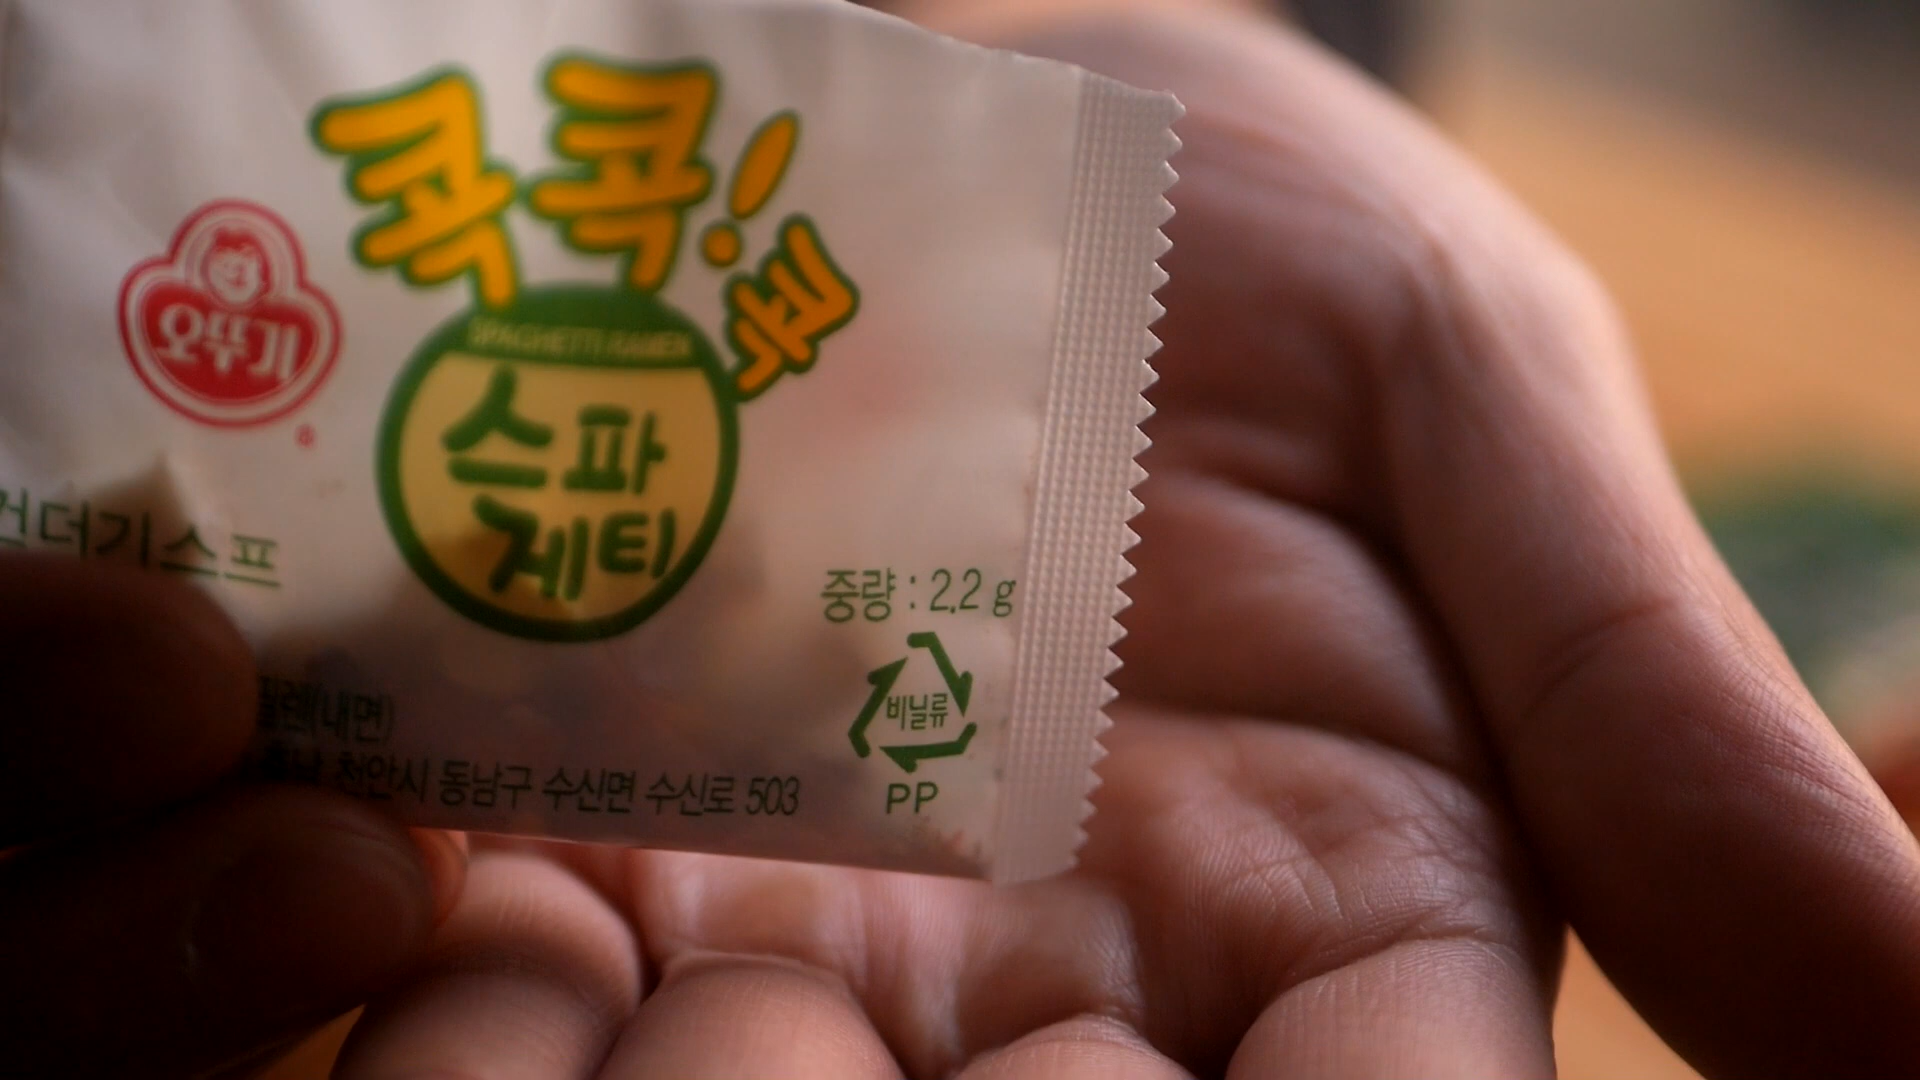 콕콕!콕
오뚜기
SPAGHETTI RAMEN
스파
게티
건더기스프
중량 : 2.2 g
비닐류
(내면)
천안시 동남구 수신면 수신로 503
PP